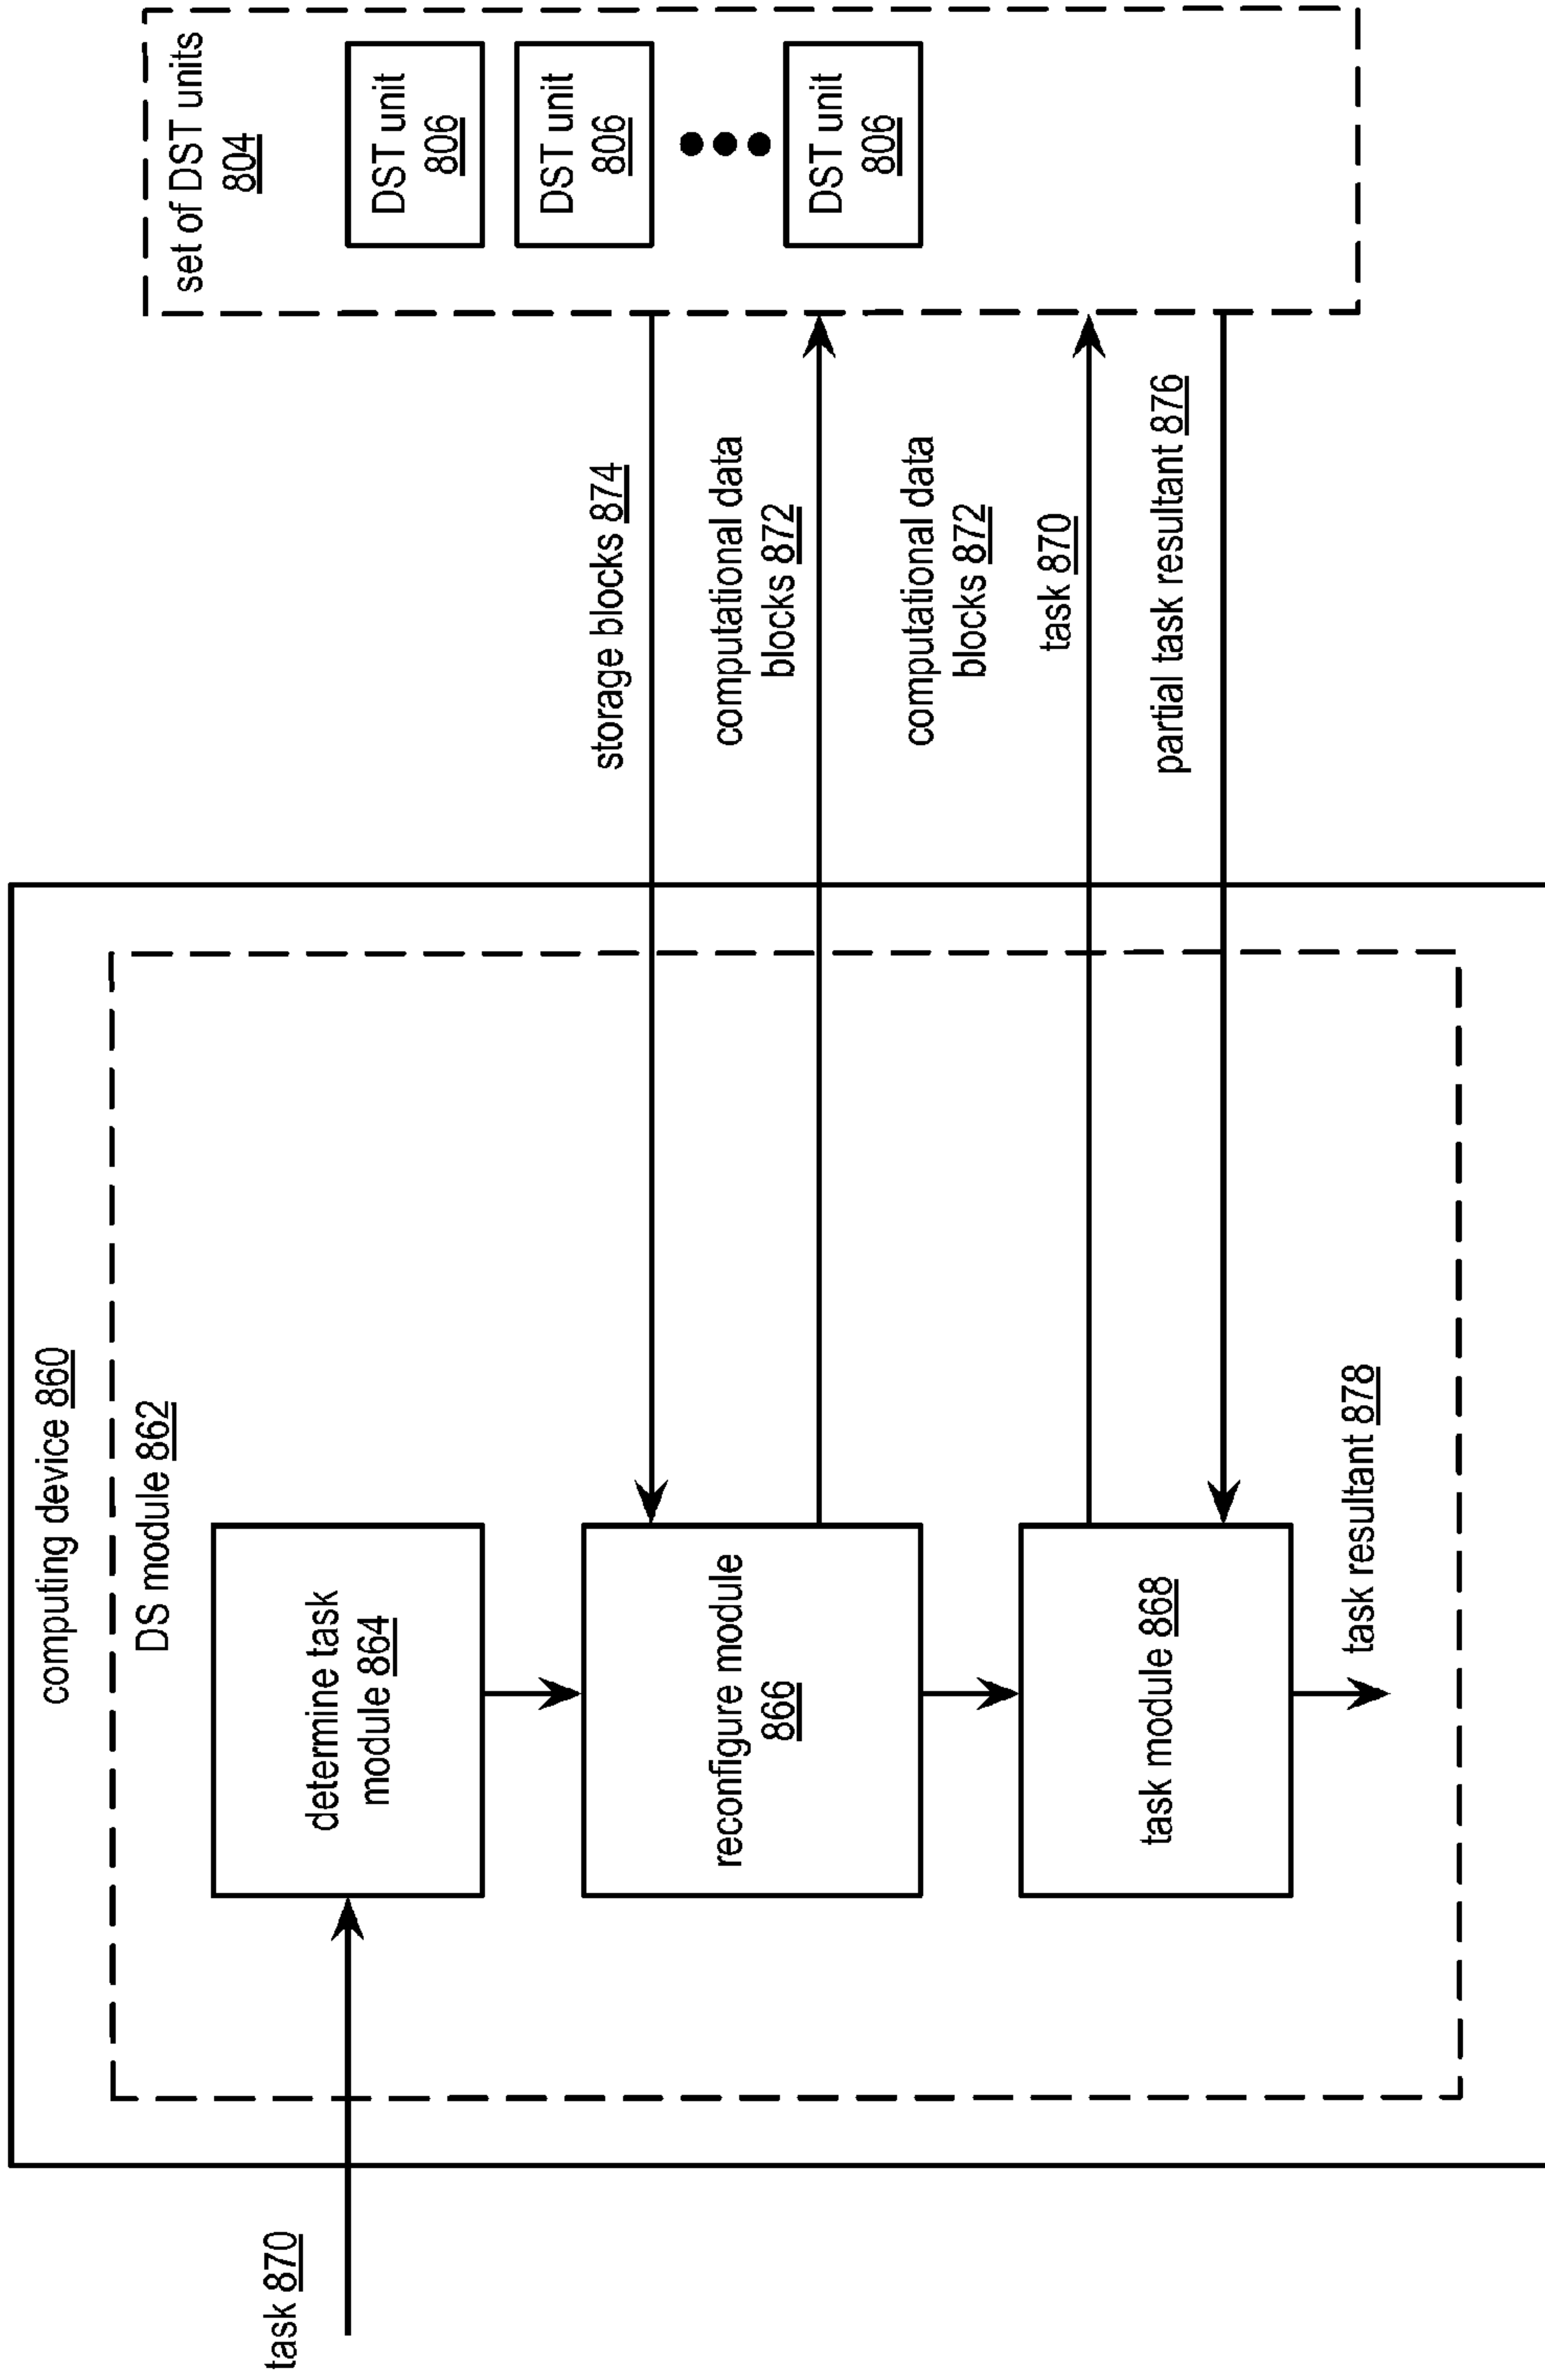 computing device 860
DS module 862
task 870
determine task
module 864
reconfigure module
866
task module 868
task resultant 878
storage blocks 874
computational data
blocks 872
computational data
blocks 872
task 870
partial task resultant 876
set of DST units
804
DST unit
806
DST unit
806
DST unit
806